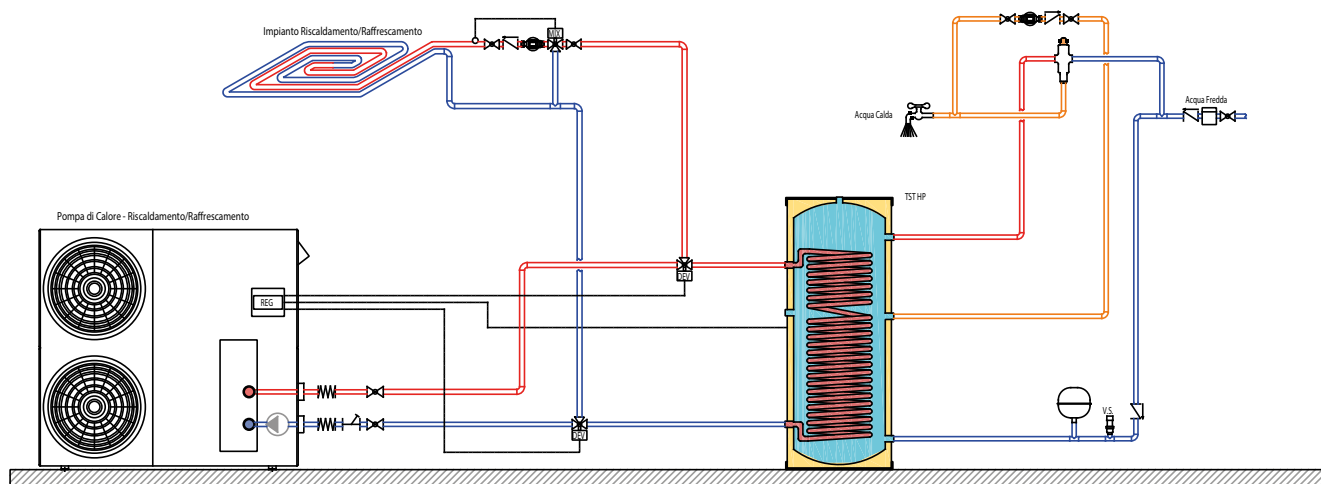 Impianto Riscaldamento/Raffrescamento
MIX
Acqua Calda
Acqua Fredda
TST HP
Pompa di Calore - Riscaldamento/Raffrescamento
DEV
REG
V.S.
DEV